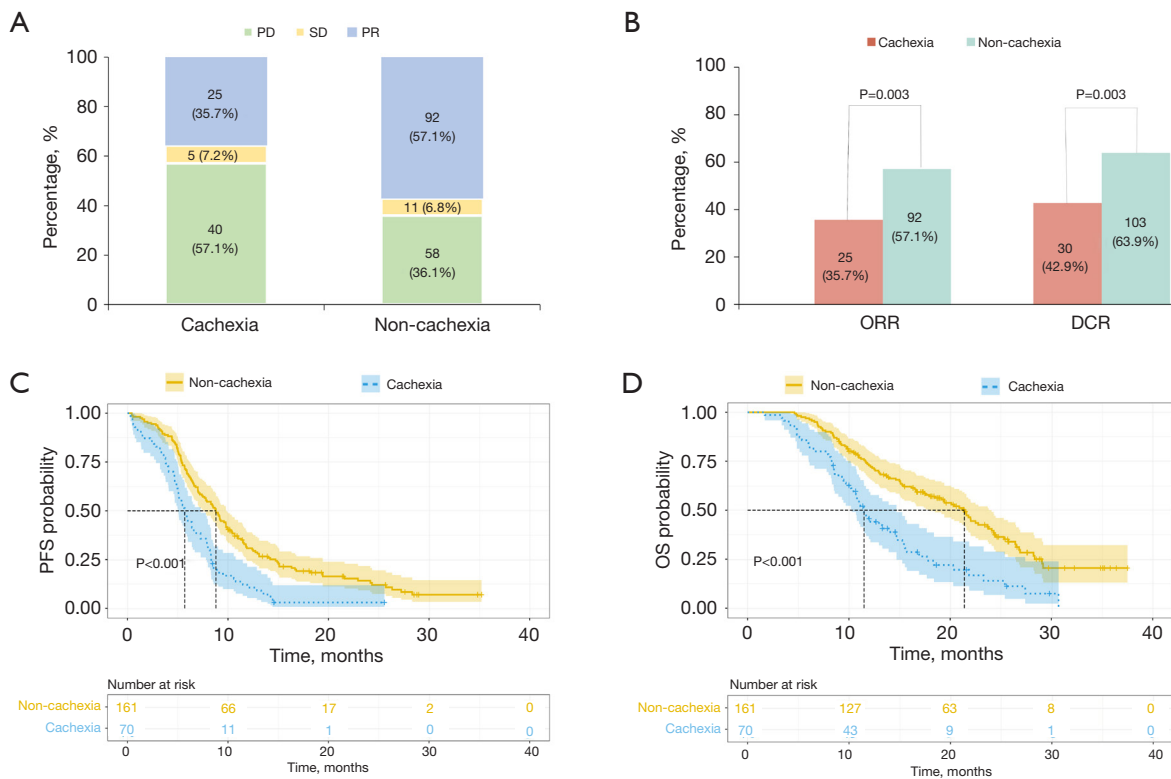 A
PD SD PR
Percentage, %
100
80
60
40
20
0
25
(35.7%)
5 (7.2%)
40
(57.1%)
92
(57.1%)
11 (6.8%)
58
(36.1%)
Cachexia Non-cachexia
B
Cachexia Non-cachexia
Percentage, %
100
80
60
40
20
0
P=0.003
P=0.003
25
(35.7%)
92
(57.1%)
30
(42.9%)
103
(63.9%)
ORR DCR
C
Non-cachexia Cachexia
PFS probability
1.00
0.75
0.50
0.25
0.00
P<0.001
0 10 20 30 40
Time, months
Number at risk
Non-cachexia 161 66 17 2 0
Cachexia 70 11 1 0 0
0 10 20 30 40
Time, months
D
Non-cachexia Cachexia
OS probability
1.00
0.75
0.50
0.25
0.00
P<0.001
0 10 20 30 40
Time, months
Number at risk
Non-cachexia 161 127 63 8 0
Cachexia 70 43 9 1 0
0 10 20 30 40
Time, months